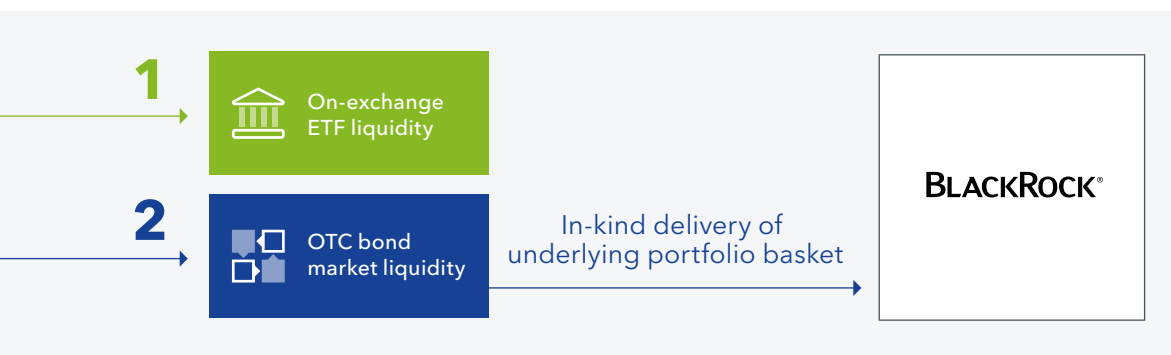 1
On-exchange
ETF liquidity
2
OTC bond
market liquidity
In-kind delivery of
underlying portfolio basket
BLACKROCK®